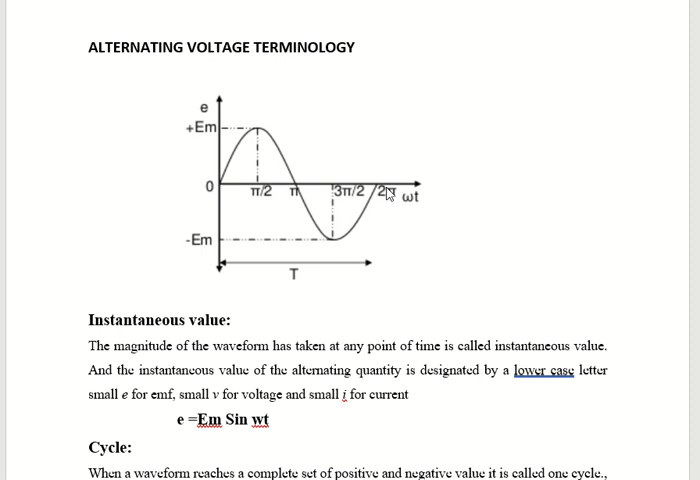 ALTERNATING VOLTAGE TERMINOLOGY
e
+Em
0
π/2 π 3π/2 2π ωt
-Em
T
Instantaneous value:
The magnitude of the waveform has taken at any point of time is called instantaneous value.
And the instantaneous value of the alternating quantity is designated by a lower case letter
small e for emf, small v for voltage and small i for current
e =Em Sin wt
Cycle:
When a waveform reaches a complete set of positive and negative value it is called one cycle.,